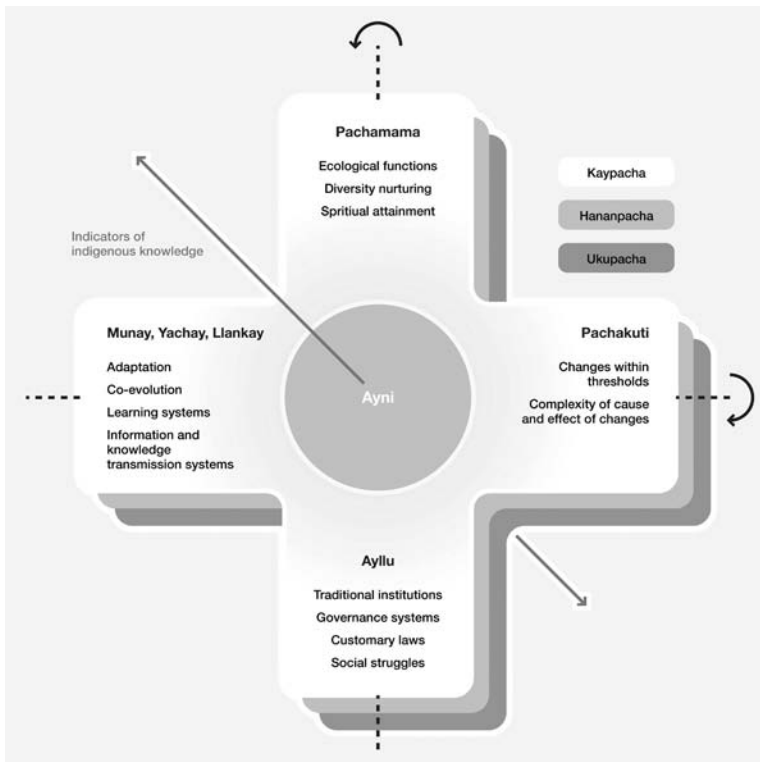 Pachamama
Ecological functions
Diversity nurturing
Spritiual attainment
Kaypacha
Hananpacha
Ukupacha
Indicators of
indigenous knowledge
Munay, Yachay, Llankay
Adaptation
Co-evolution
Learning systems
Information and
knowledge
transmission systems
Ayni
Pachakuti
Changes within
thresholds
Complexity of cause
and effect of changes
Ayllu
Traditional institutions
Governance systems
Customary laws
Social struggles